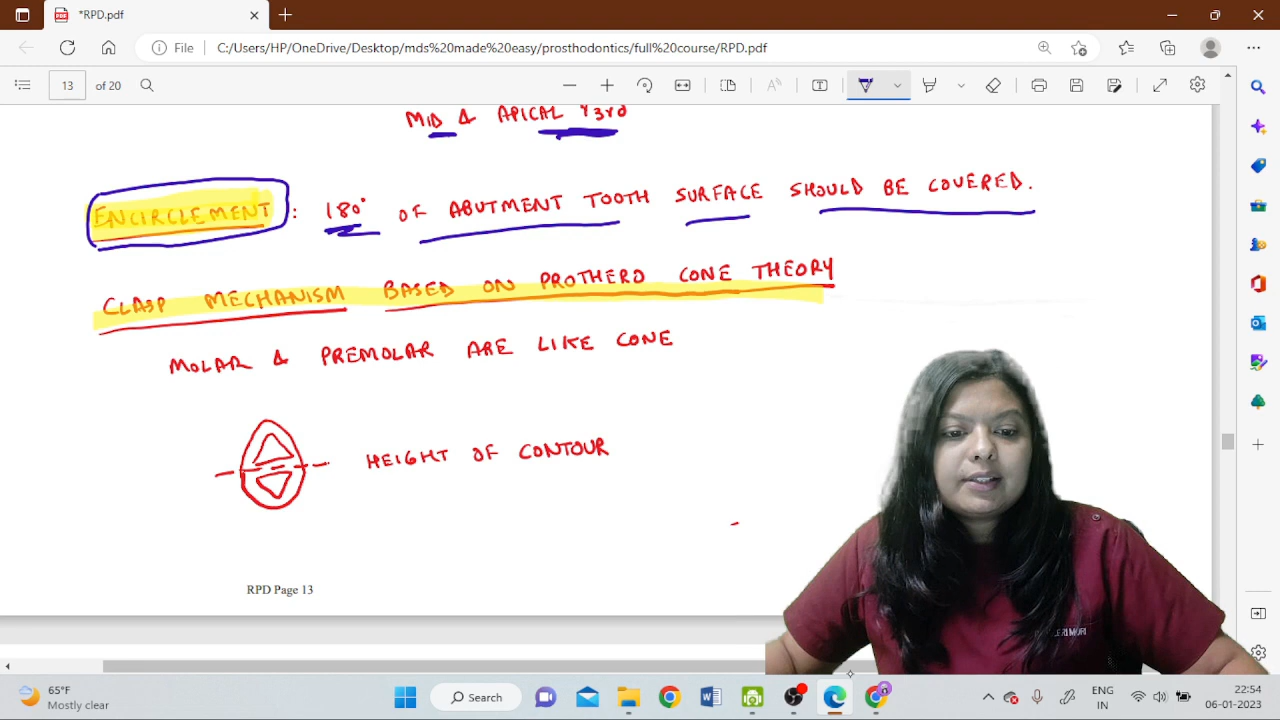 *RPD.pdf
File C:/Users/HP/OneDrive/Desktop/mds%20made%20easy/prosthodontics/full%20course/RPD.pdf
13 of 20
MID & APICAL 1/3rd
ENCIRCLEMENT : 180° OF ABUTMENT TOOTH SURFACE SHOULD BE COVERED.
CLASP MECHANISM BASED ON PROTHERO CONE THEORY
MOLAR & PREMOLAR ARE LIKE CONE
HEIGHT OF CONTOUR
RPD Page 13
65°F
Mostly clear
Search
ENG
IN
22:54
06-01-2023